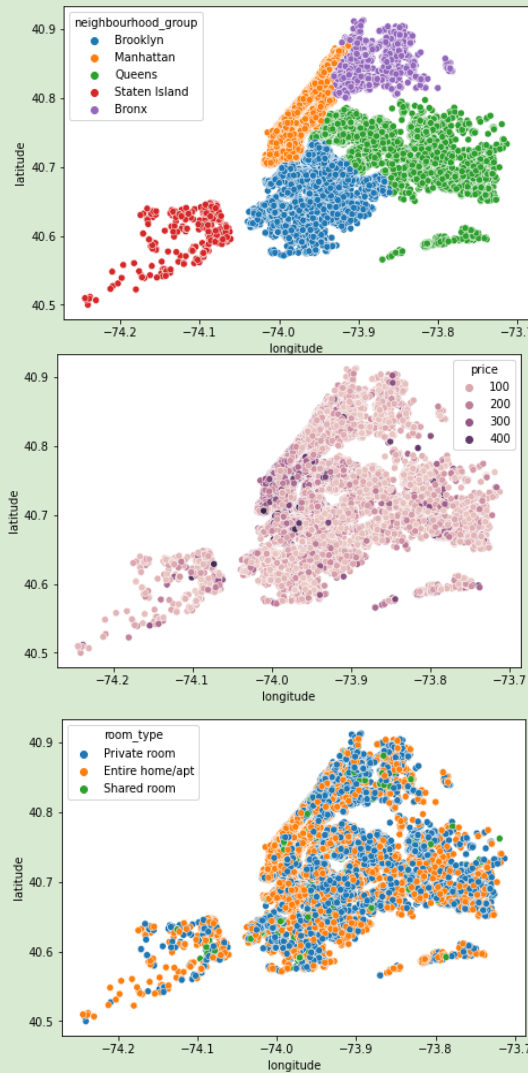 neighbourhood_group
Brooklyn
Manhattan
Queens
Staten Island
Bronx
40.9
40.8
40.7
40.6
40.5
latitude
−74.2 −74.1 −74.0 −73.9 −73.8 −73.7
longitude
price
100
200
300
400
40.9
40.8
40.7
40.6
40.5
latitude
−74.2 −74.1 −74.0 −73.9 −73.8 −73.7
longitude
room_type
Private room
Entire home/apt
Shared room
40.9
40.8
40.7
40.6
40.5
latitude
−74.2 −74.1 −74.0 −73.9 −73.8 −73.7
longitude